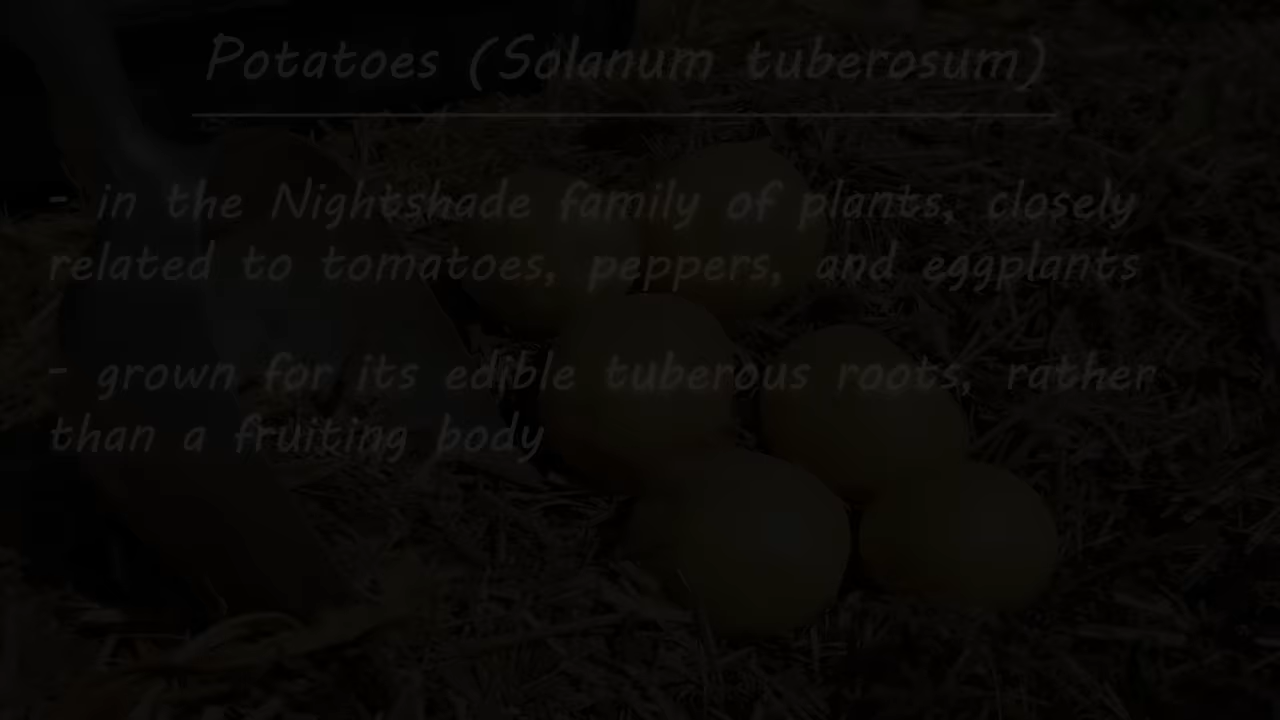 Potatoes (Solanum tuberosum)
- in the Nightshade family of plants, closely
related to tomatoes, peppers, and eggplants
- grown for its edible tuberous roots, rather
than a fruiting body